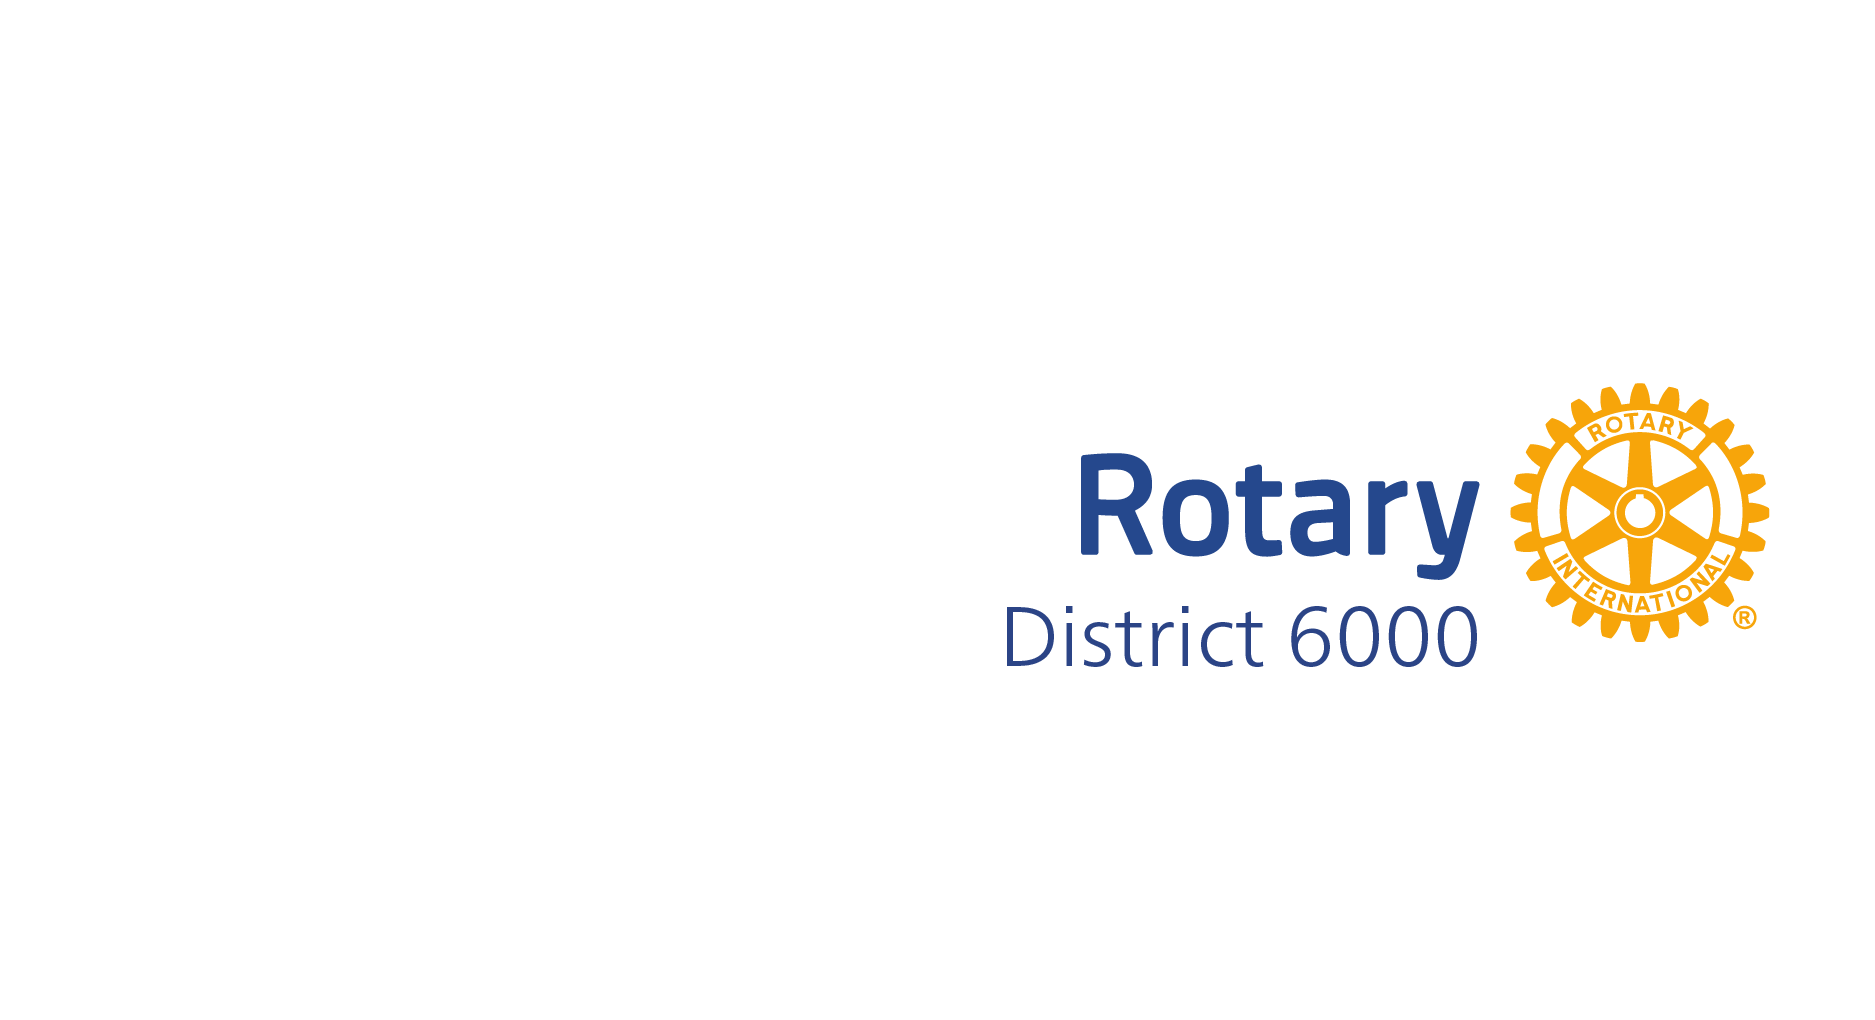 Rotary
District 6000
ROTARY
INTERNATIONAL
®